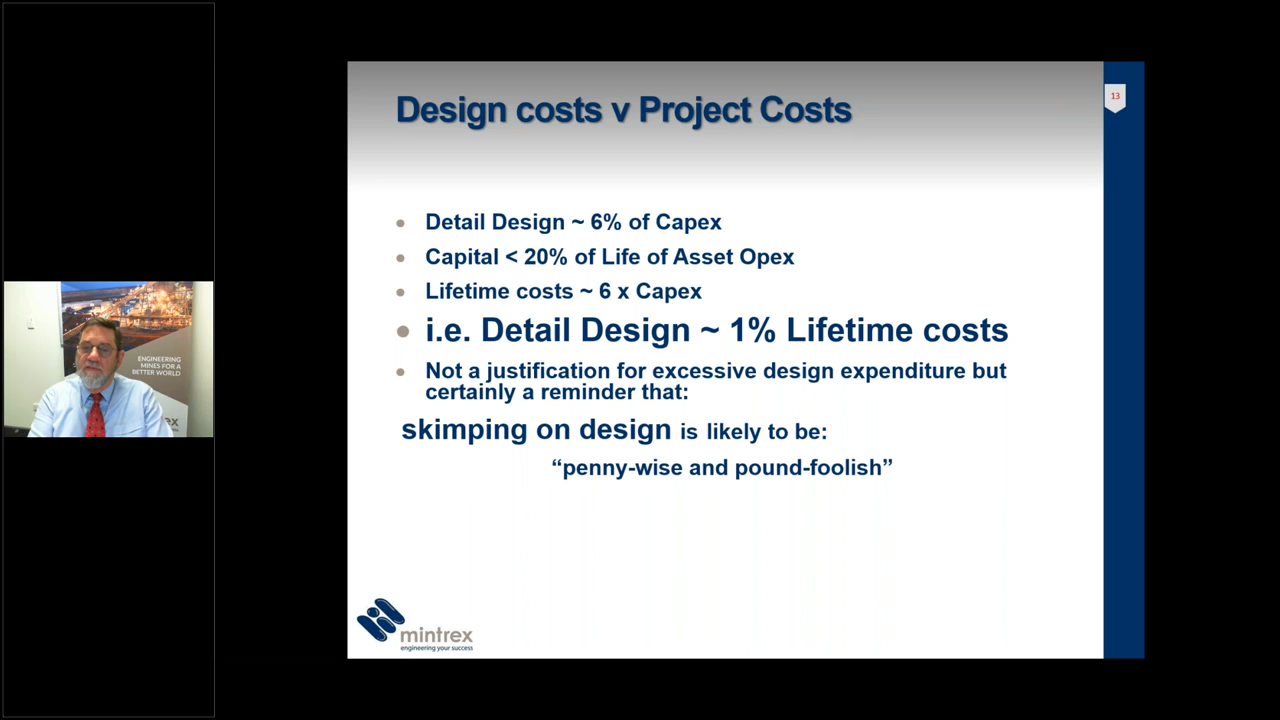 Design costs v Project Costs
13
Detail Design ~ 6% of Capex
Capital < 20% of Life of Asset Opex
Lifetime costs ~ 6 x Capex
i.e. Detail Design ~ 1% Lifetime costs
Not a justification for excessive design expenditure but
certainly a reminder that:
skimping on design is likely to be:
“penny-wise and pound-foolish”
mintrex
engineering your success
ENGINEERING
MINES FOR A
BETTER WORLD